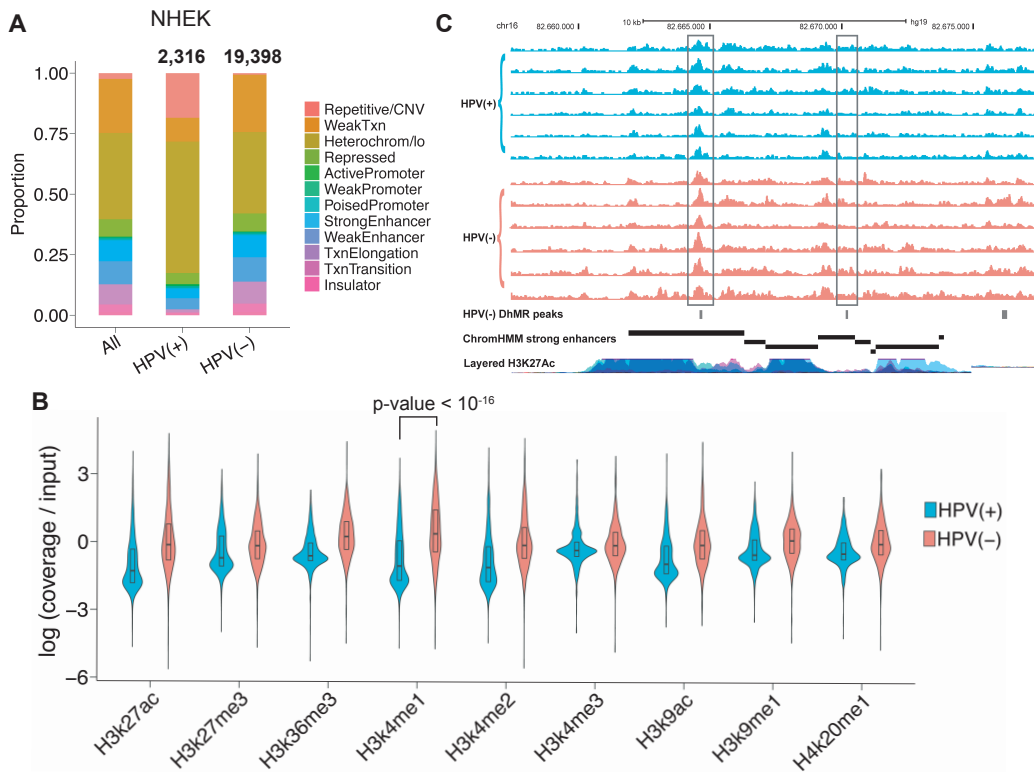 A
NHEK
2,316
19,398
Proportion
1.00
0.75
0.50
0.25
0.00
All
HPV(+)
HPV(−)
Repetitive/CNV
WeakTxn
Heterochrom/lo
Repressed
ActivePromoter
WeakPromoter
PoisedPromoter
StrongEnhancer
WeakEnhancer
TxnElongation
TxnTransition
Insulator
C
chr16
82.660.000
10 kb
82.665.000
82.670.000
hg19
82.675.000
HPV(+)
HPV(-)
HPV(-) DhMR peaks
ChromHMM strong enhancers
Layered H3K27Ac
B
p-value < 10-16
log (coverage / input)
3
0
−3
−6
H3k27ac
H3k27me3
H3k36me3
H3k4me1
H3k4me2
H3k4me3
H3k9ac
H3k9me1
H4k20me1
HPV(+)
HPV(−)